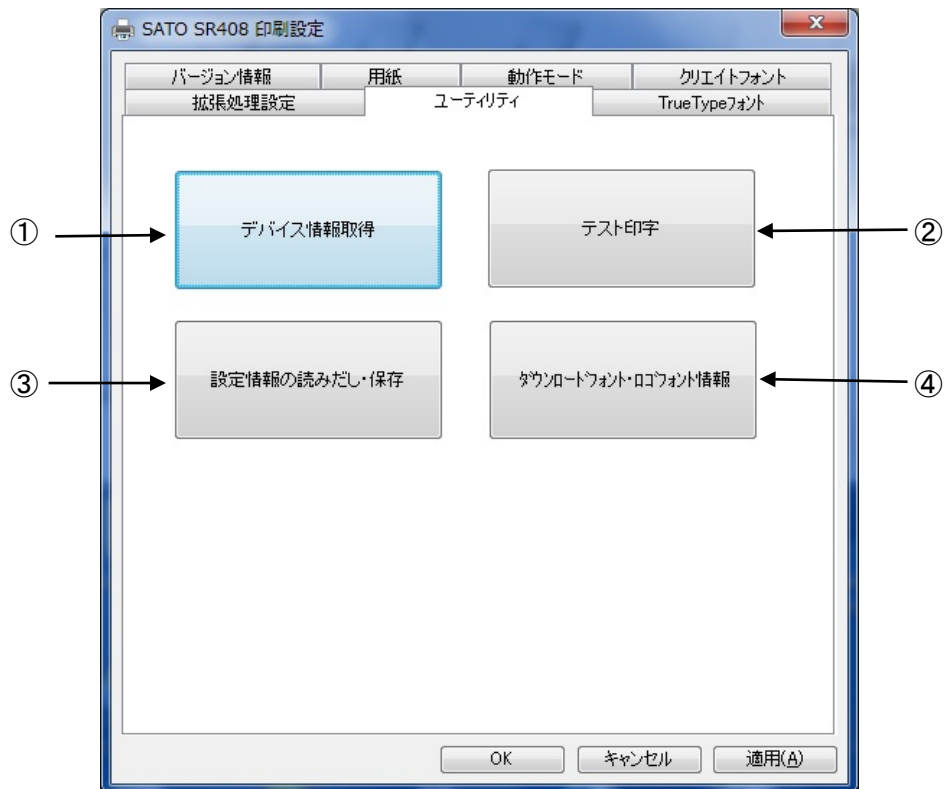 SATO SR408 印刷設定
バージョン情報 用紙 動作モード クリエイトフォント
拡張処理設定 ユーティリティ TrueTypeフォント
① デバイス情報取得 テスト印字 ②
③ 設定情報の読みだし・保存 ダウンロードフォント・ロゴフォント情報 ④
OK キャンセル 適用(A)